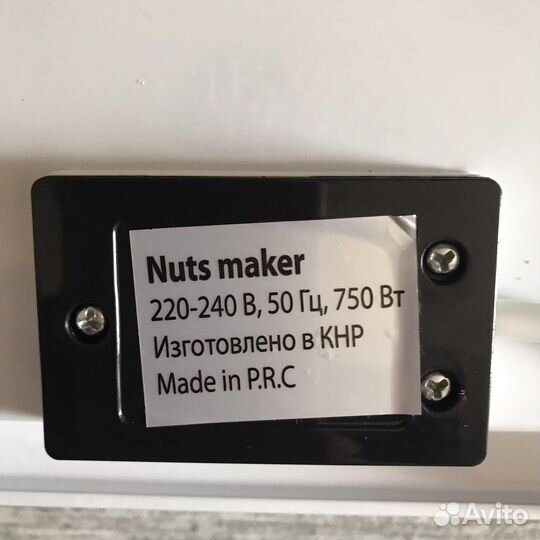 Nuts maker
220-240 В, 50 Гц, 750 Вт
Изготовлено в КНР
Made in P.R.C
Avito